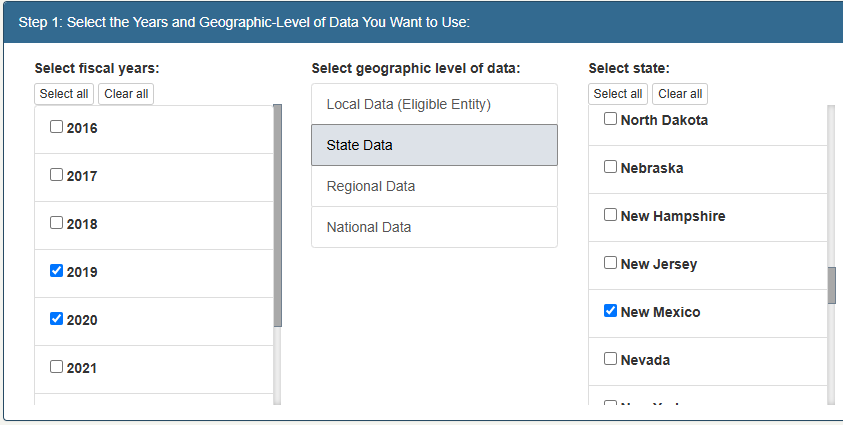 Step 1: Select the Years and Geographic-Level of Data You Want to Use:
Select fiscal years:
Select all Clear all
2016
2017
2018
2019
2020
2021
Select geographic level of data:
Local Data (Eligible Entity)
State Data
Regional Data
National Data
Select state:
Select all Clear all
North Dakota
Nebraska
New Hampshire
New Jersey
New Mexico
Nevada